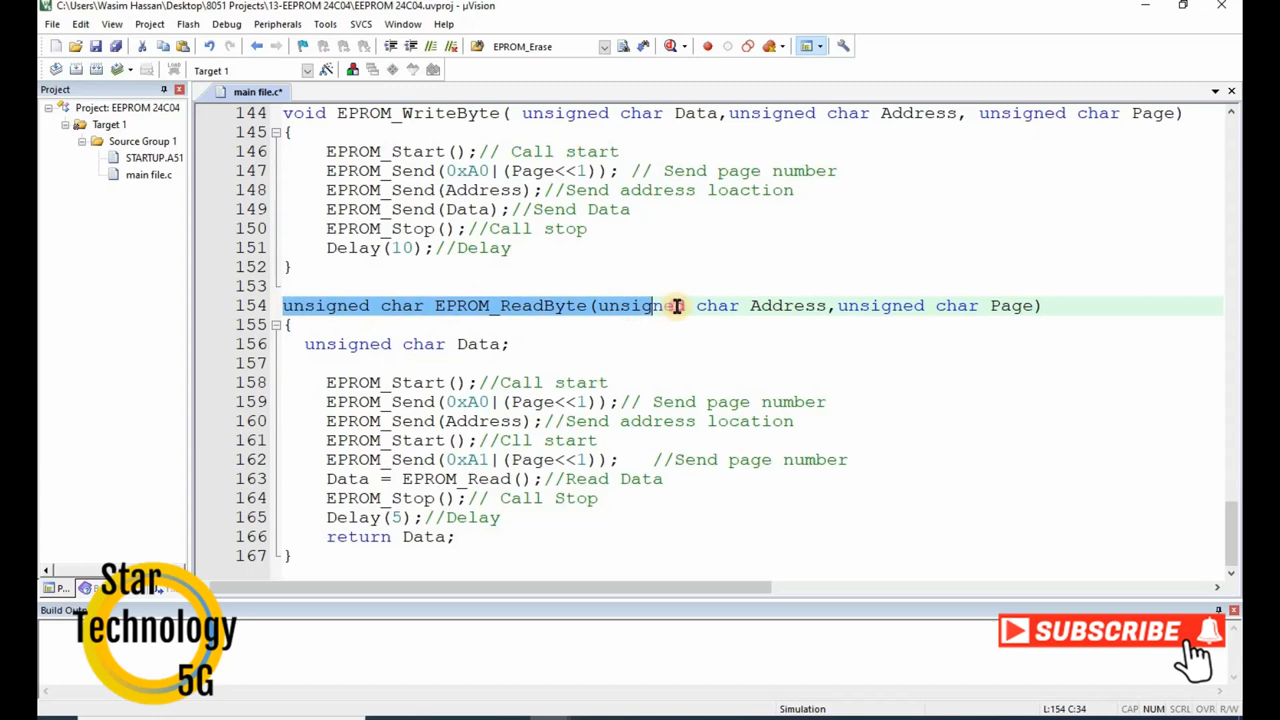 C:\Users\Wasim Hassan\Desktop\8051 Projects\13-EEPROM 24C04\EEPROM 24C04.uvproj - µVision
File Edit View Project Flash Debug Peripherals Tools SVCS Window Help
EPROM_Erase
LOAD Target 1
Project
main file.c*
Project: EEPROM 24C04
Target 1
Source Group 1
STARTUP.A51
main file.c
144 void EPROM_WriteByte( unsigned char Data,unsigned char Address, unsigned char Page)
145 {
146 EPROM_Start();// Call start
147 EPROM_Send(0xA0|(Page<<1)); // Send page number
148 EPROM_Send(Address);//Send address loaction
149 EPROM_Send(Data);//Send Data
150 EPROM_Stop();//Call stop
151 Delay(10);//Delay
152 }
153
154 unsigned char EPROM_ReadByte(unsigned char Address,unsigned char Page)
155 {
156 unsigned char Data;
157
158 EPROM_Start();//Call start
159 EPROM_Send(0xA0|(Page<<1));// Send page number
160 EPROM_Send(Address);//Send address location
161 EPROM_Start();//Cll start
162 EPROM_Send(0xA1|(Page<<1)); //Send page number
163 Data = EPROM_Read();//Read Data
164 EPROM_Stop();// Call Stop
165 Delay(5);//Delay
166 return Data;
167 }
P...
Build
Star
Technology
5G
SUBSCRIBE
Simulation L:154 C:34 CAP NUM SCRL OVR R/W